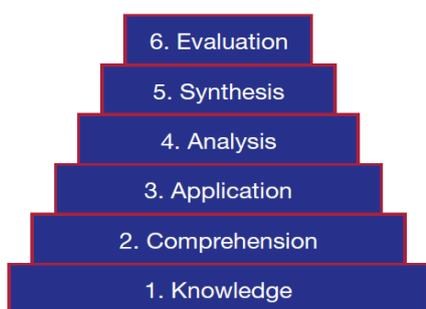 6. Evaluation
5. Synthesis
4. Analysis
3. Application
2. Comprehension
1. Knowledge